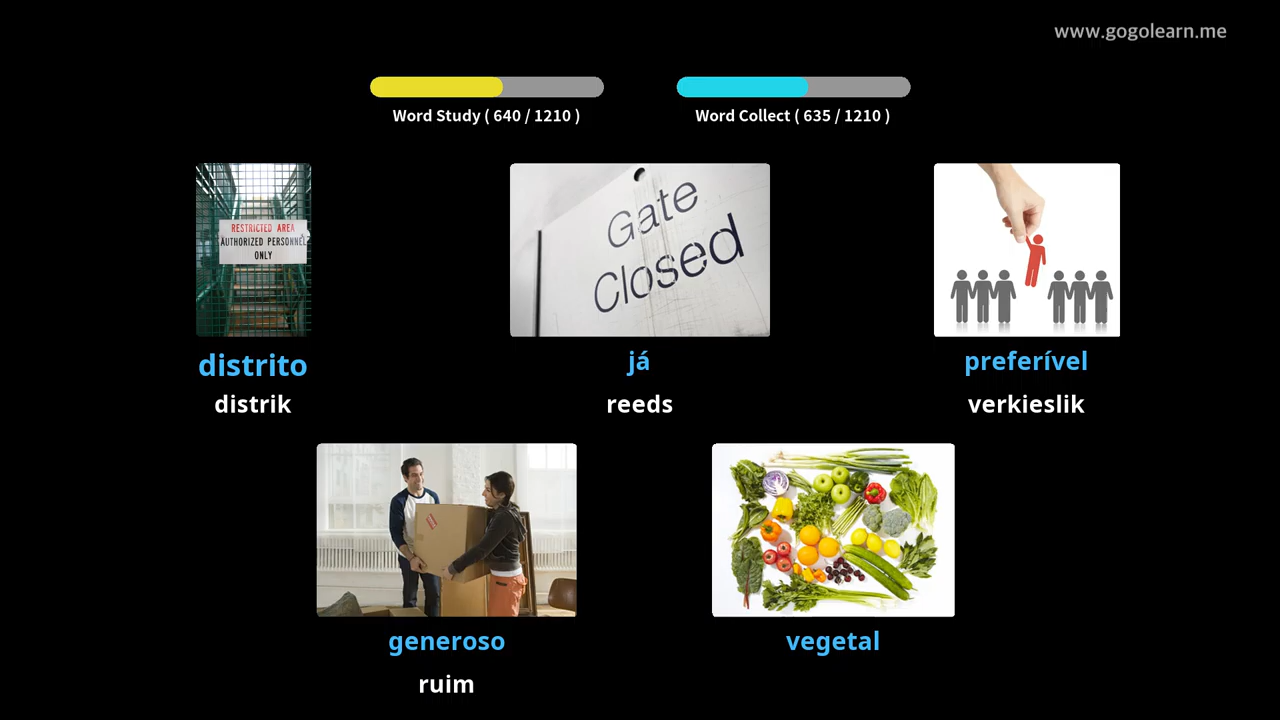 www.gogolearn.me
Word Study ( 640 / 1210 )
Word Collect ( 635 / 1210 )
RESTRICTED AREA
AUTHORIZED PERSONNEL
ONLY
Gate
Closed
distrito
já
preferível
distrik
reeds
verkieslik
generoso
vegetal
ruim